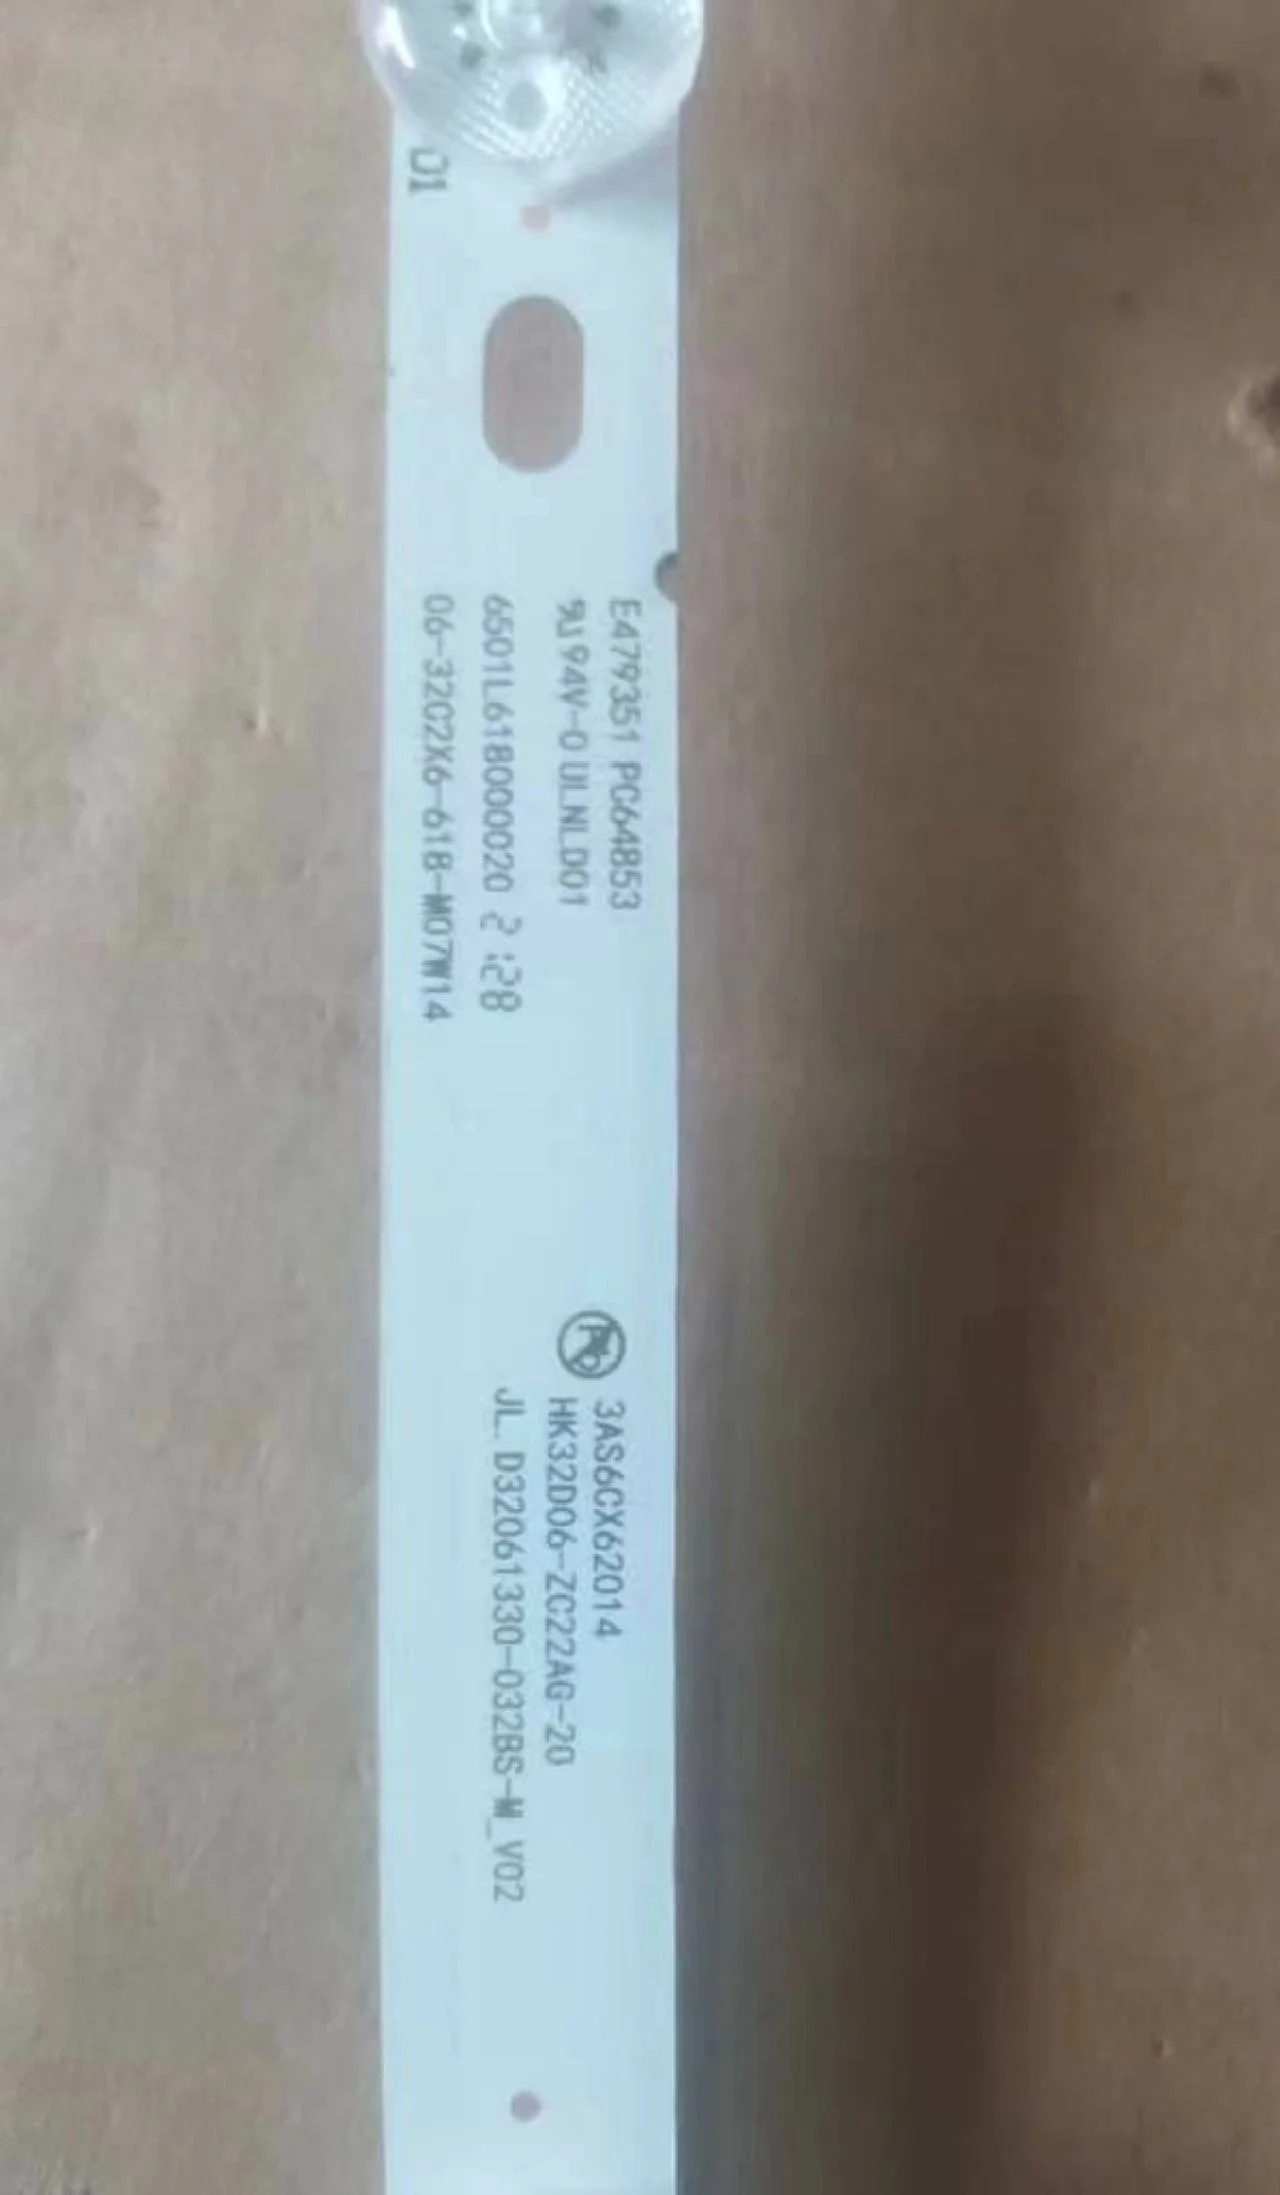 D1
E479351 PC64853
94V-0 ULNLD01
6501L618000020 2128
06-32C2X6-618-M07W14
3AS6CX62014
HK32D06-ZC22AG-20
JL.D32061330-032BS-M_V02